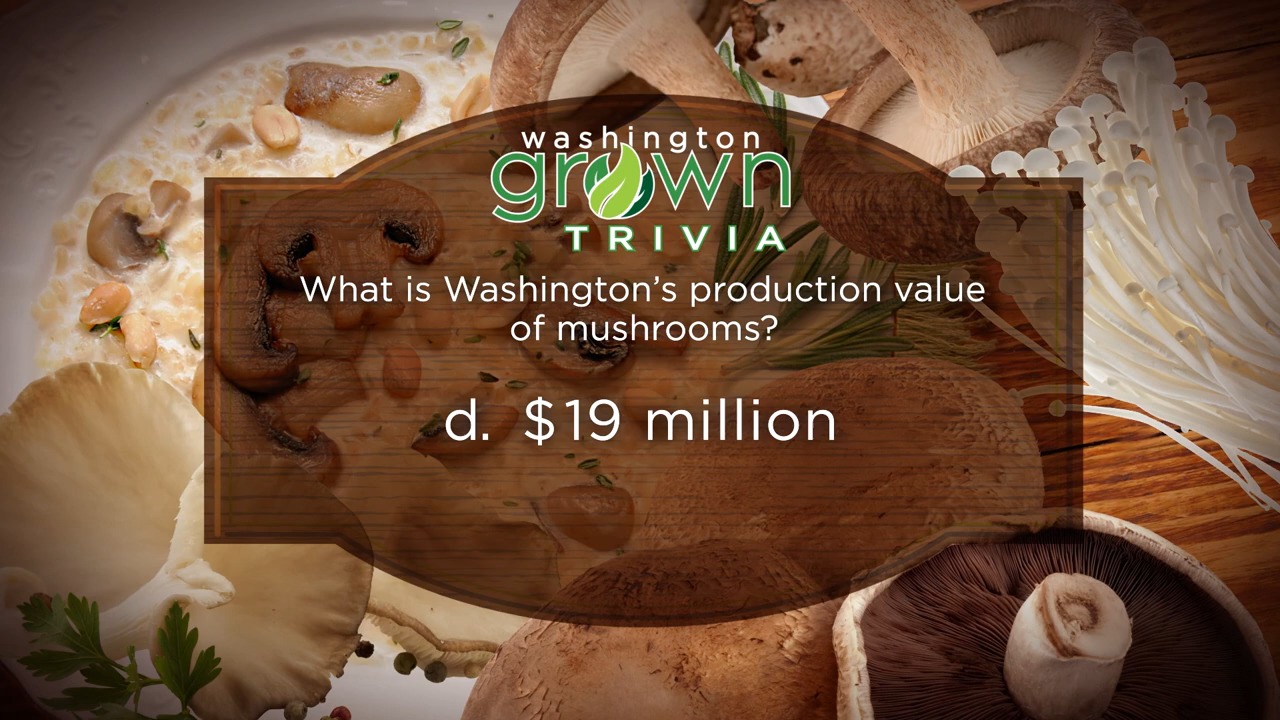 washington
grown
TRIVIA
What is Washington's production value
of mushrooms?
d. $19 million